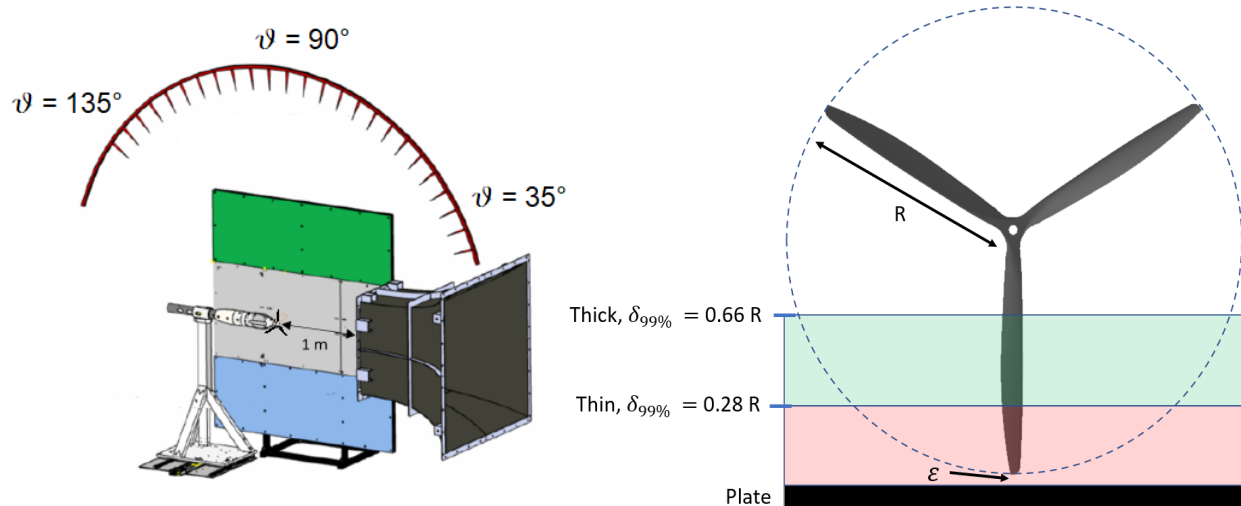 𝜗 = 90°
𝜗 = 135°
𝜗 = 35°
1 m
R
Thick, δ99% = 0.66 R
Thin, δ99% = 0.28 R
ε
Plate